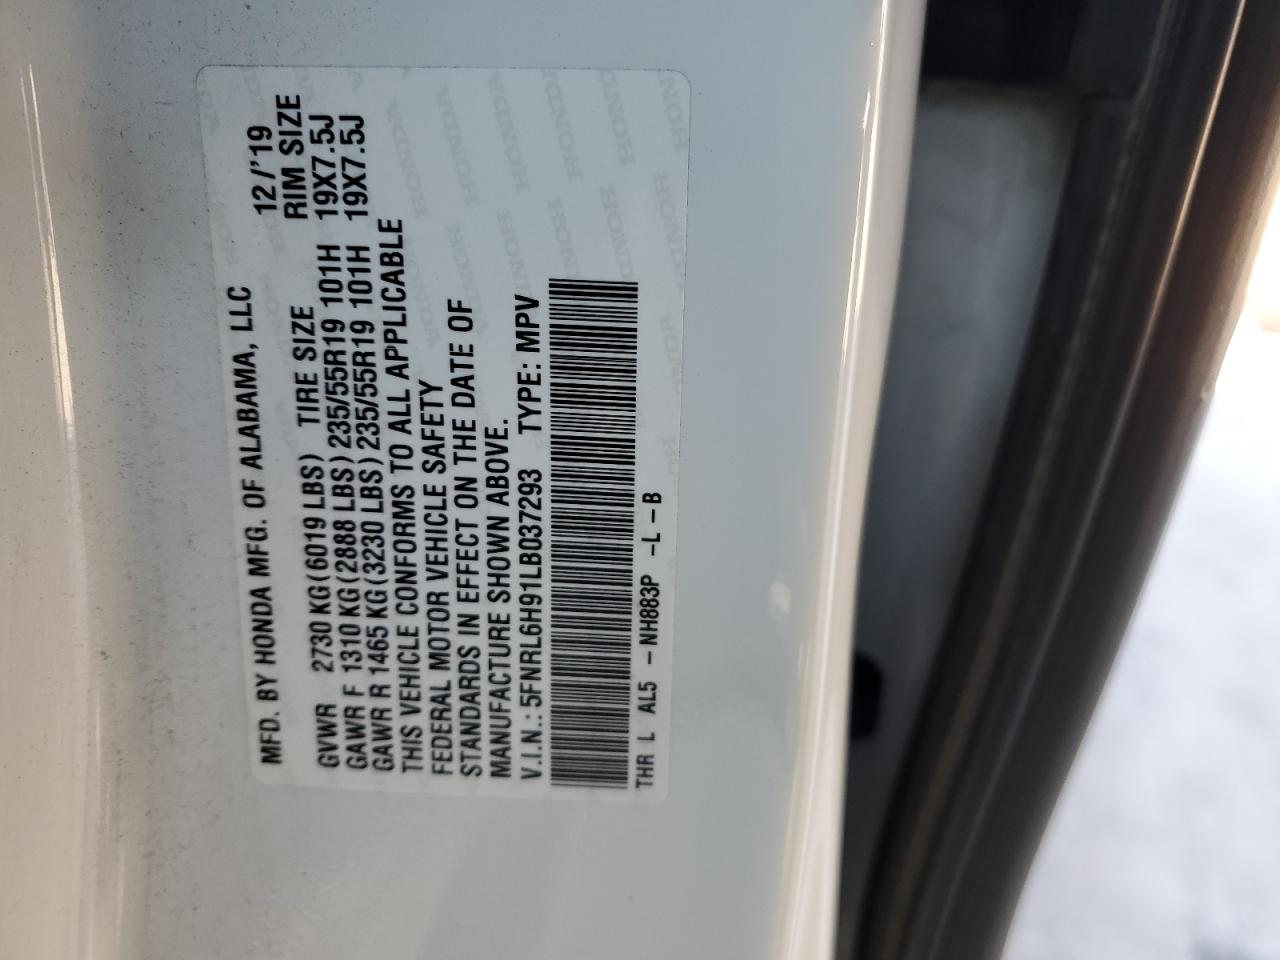 MFD. BY HONDA MFG. OF ALABAMA, LLC 12/'19
GVWR 2730 KG(6019 LBS) TIRE SIZE RIM SIZE
GAWR F 1310 KG(2888 LBS)235/55R19 101H 19X7.5J
GAWR R 1465 KG(3230 LBS)235/55R19 101H 19X7.5J
THIS VEHICLE CONFORMS TO ALL APPLICABLE
FEDERAL MOTOR VEHICLE SAFETY
STANDARDS IN EFFECT ON THE DATE OF
MANUFACTURE SHOWN ABOVE.
V.I.N.: 5FNRL6H91LB037293 TYPE: MPV
THR L AL5 -NH883P -L-B